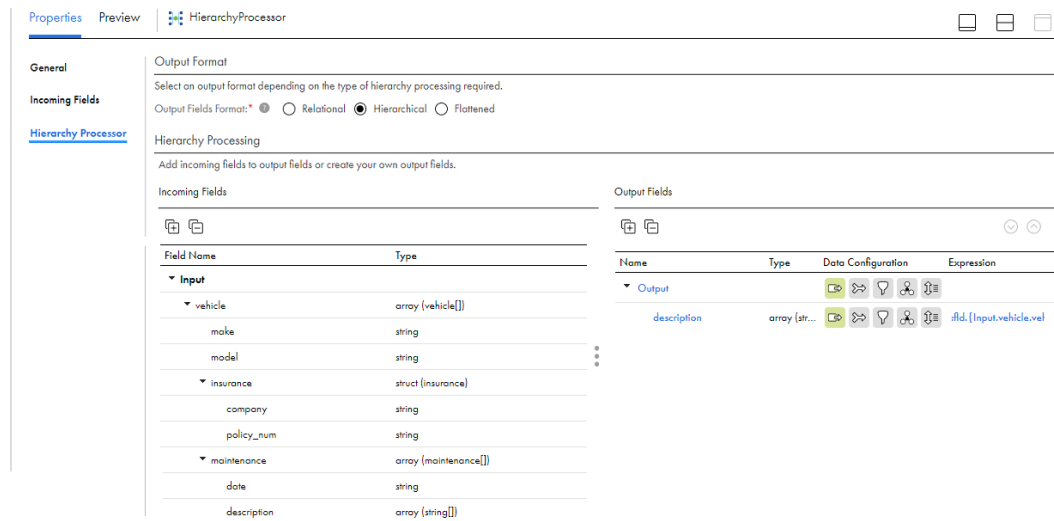 Properties Preview HierarchyProcessor
General
Incoming Fields
Hierarchy Processor
Output Format
Select an output format depending on the type of hierarchy processing required.
Output Fields Format:* Relational Hierarchical Flattened
Hierarchy Processing
Add incoming fields to output fields or create your own output fields.
Incoming Fields
Field Name Type
Input
vehicle array (vehicle[])
make string
model string
insurance struct (insurance)
company string
policy_num string
maintenance array (maintenance[])
date string
description array (string[])
Output Fields
Name Type Data Configuration Expression
Output
description array (str... :fld.{Input.vehicle.vel